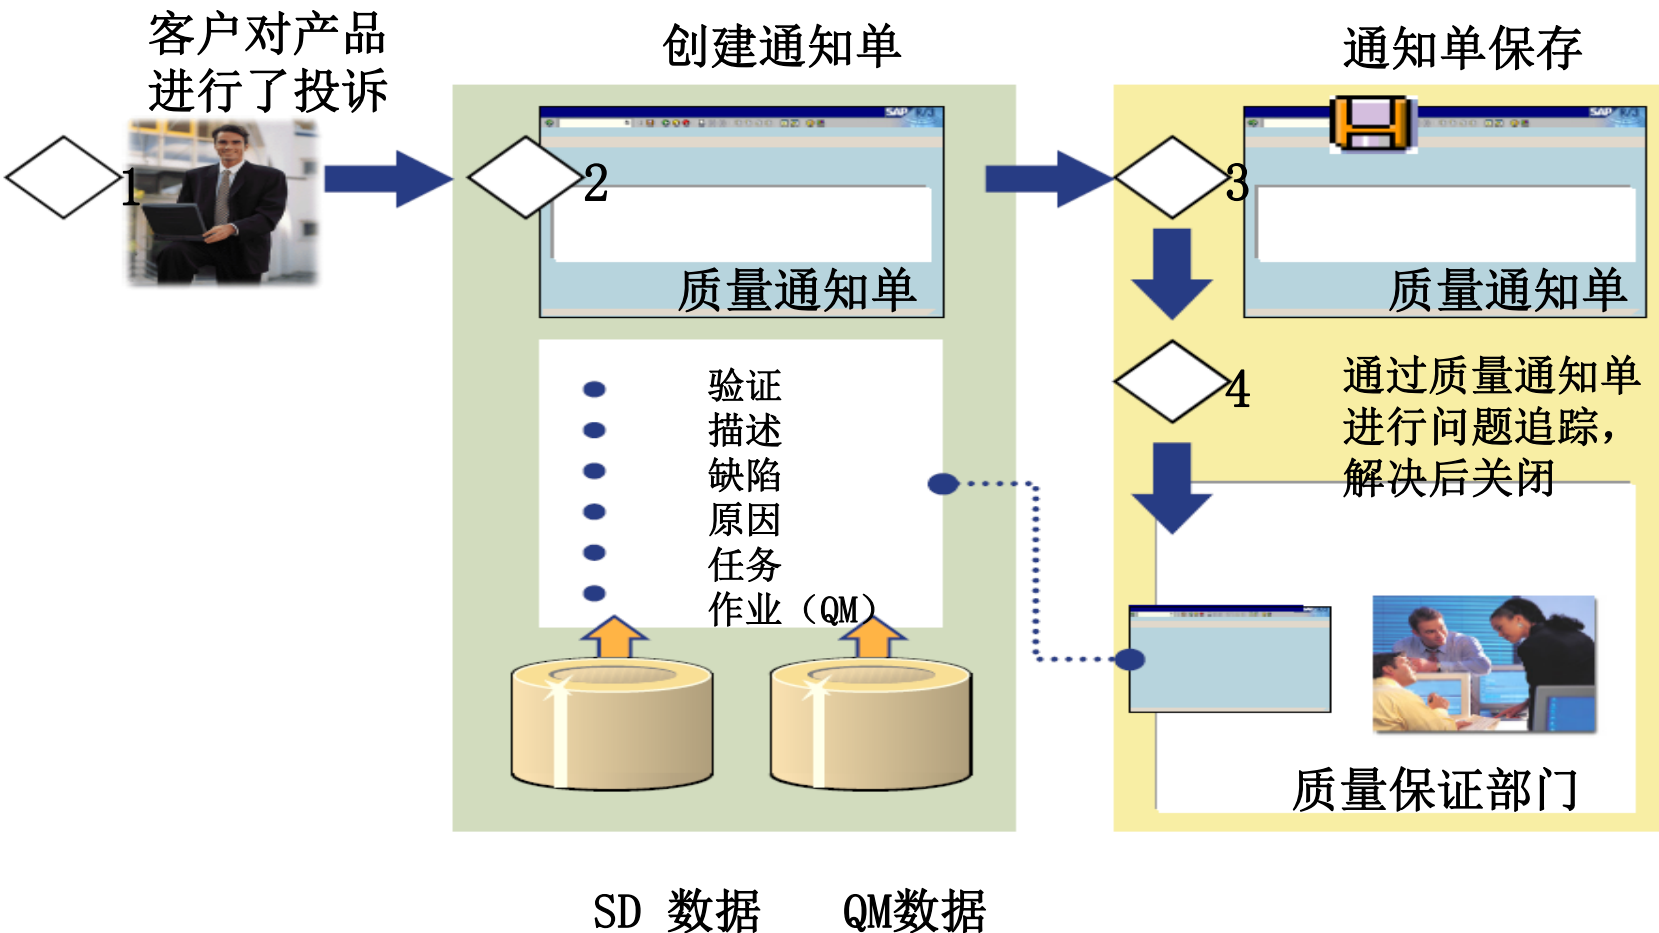 客户对产品
进行了投诉
1
创建通知单
SAP
2
质量通知单
验证
描述
缺陷
原因
任务
作业（QM）
SD 数据
QM数据
通知单保存
SAP
3
质量通知单
4
通过质量通知单
进行问题追踪，
解决后关闭
质量保证部门